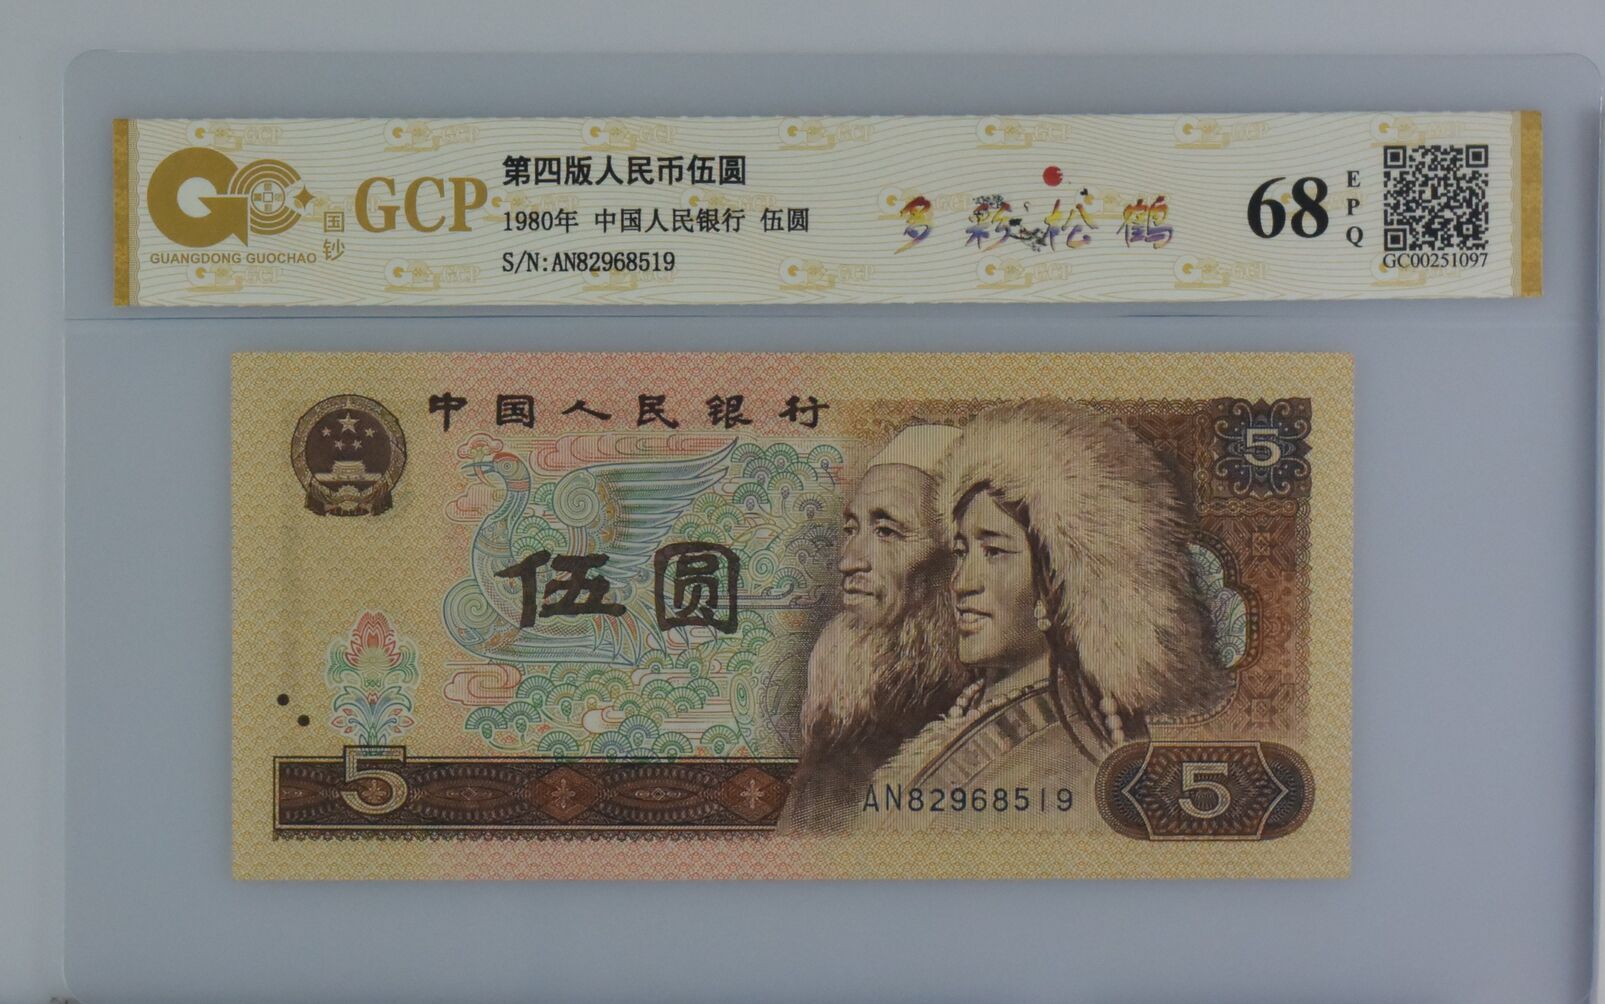 GUANGDONG GUOCHAO
国钞
GCP
第四版人民币伍圆
1980年 中国人民银行 伍圆
S/N:AN82968519
多彩松鹤
68
EPQ
GC00251097
中国人民银行
5
伍圆
5
AN82968519
5